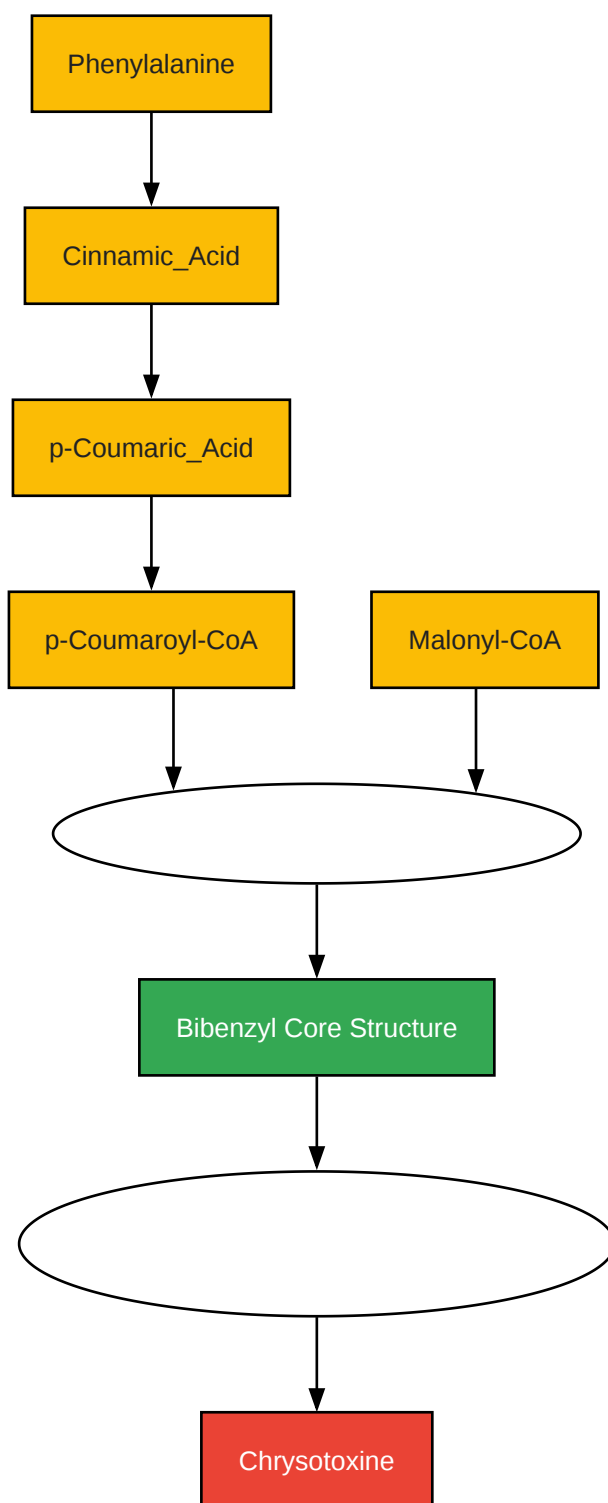 Phenylalanine
Cinnamic_Acid
p-Coumaric_Acid
p-Coumaroyl-CoA
Malonyl-CoA
Bibenzyl Core Structure
Chrysotoxine